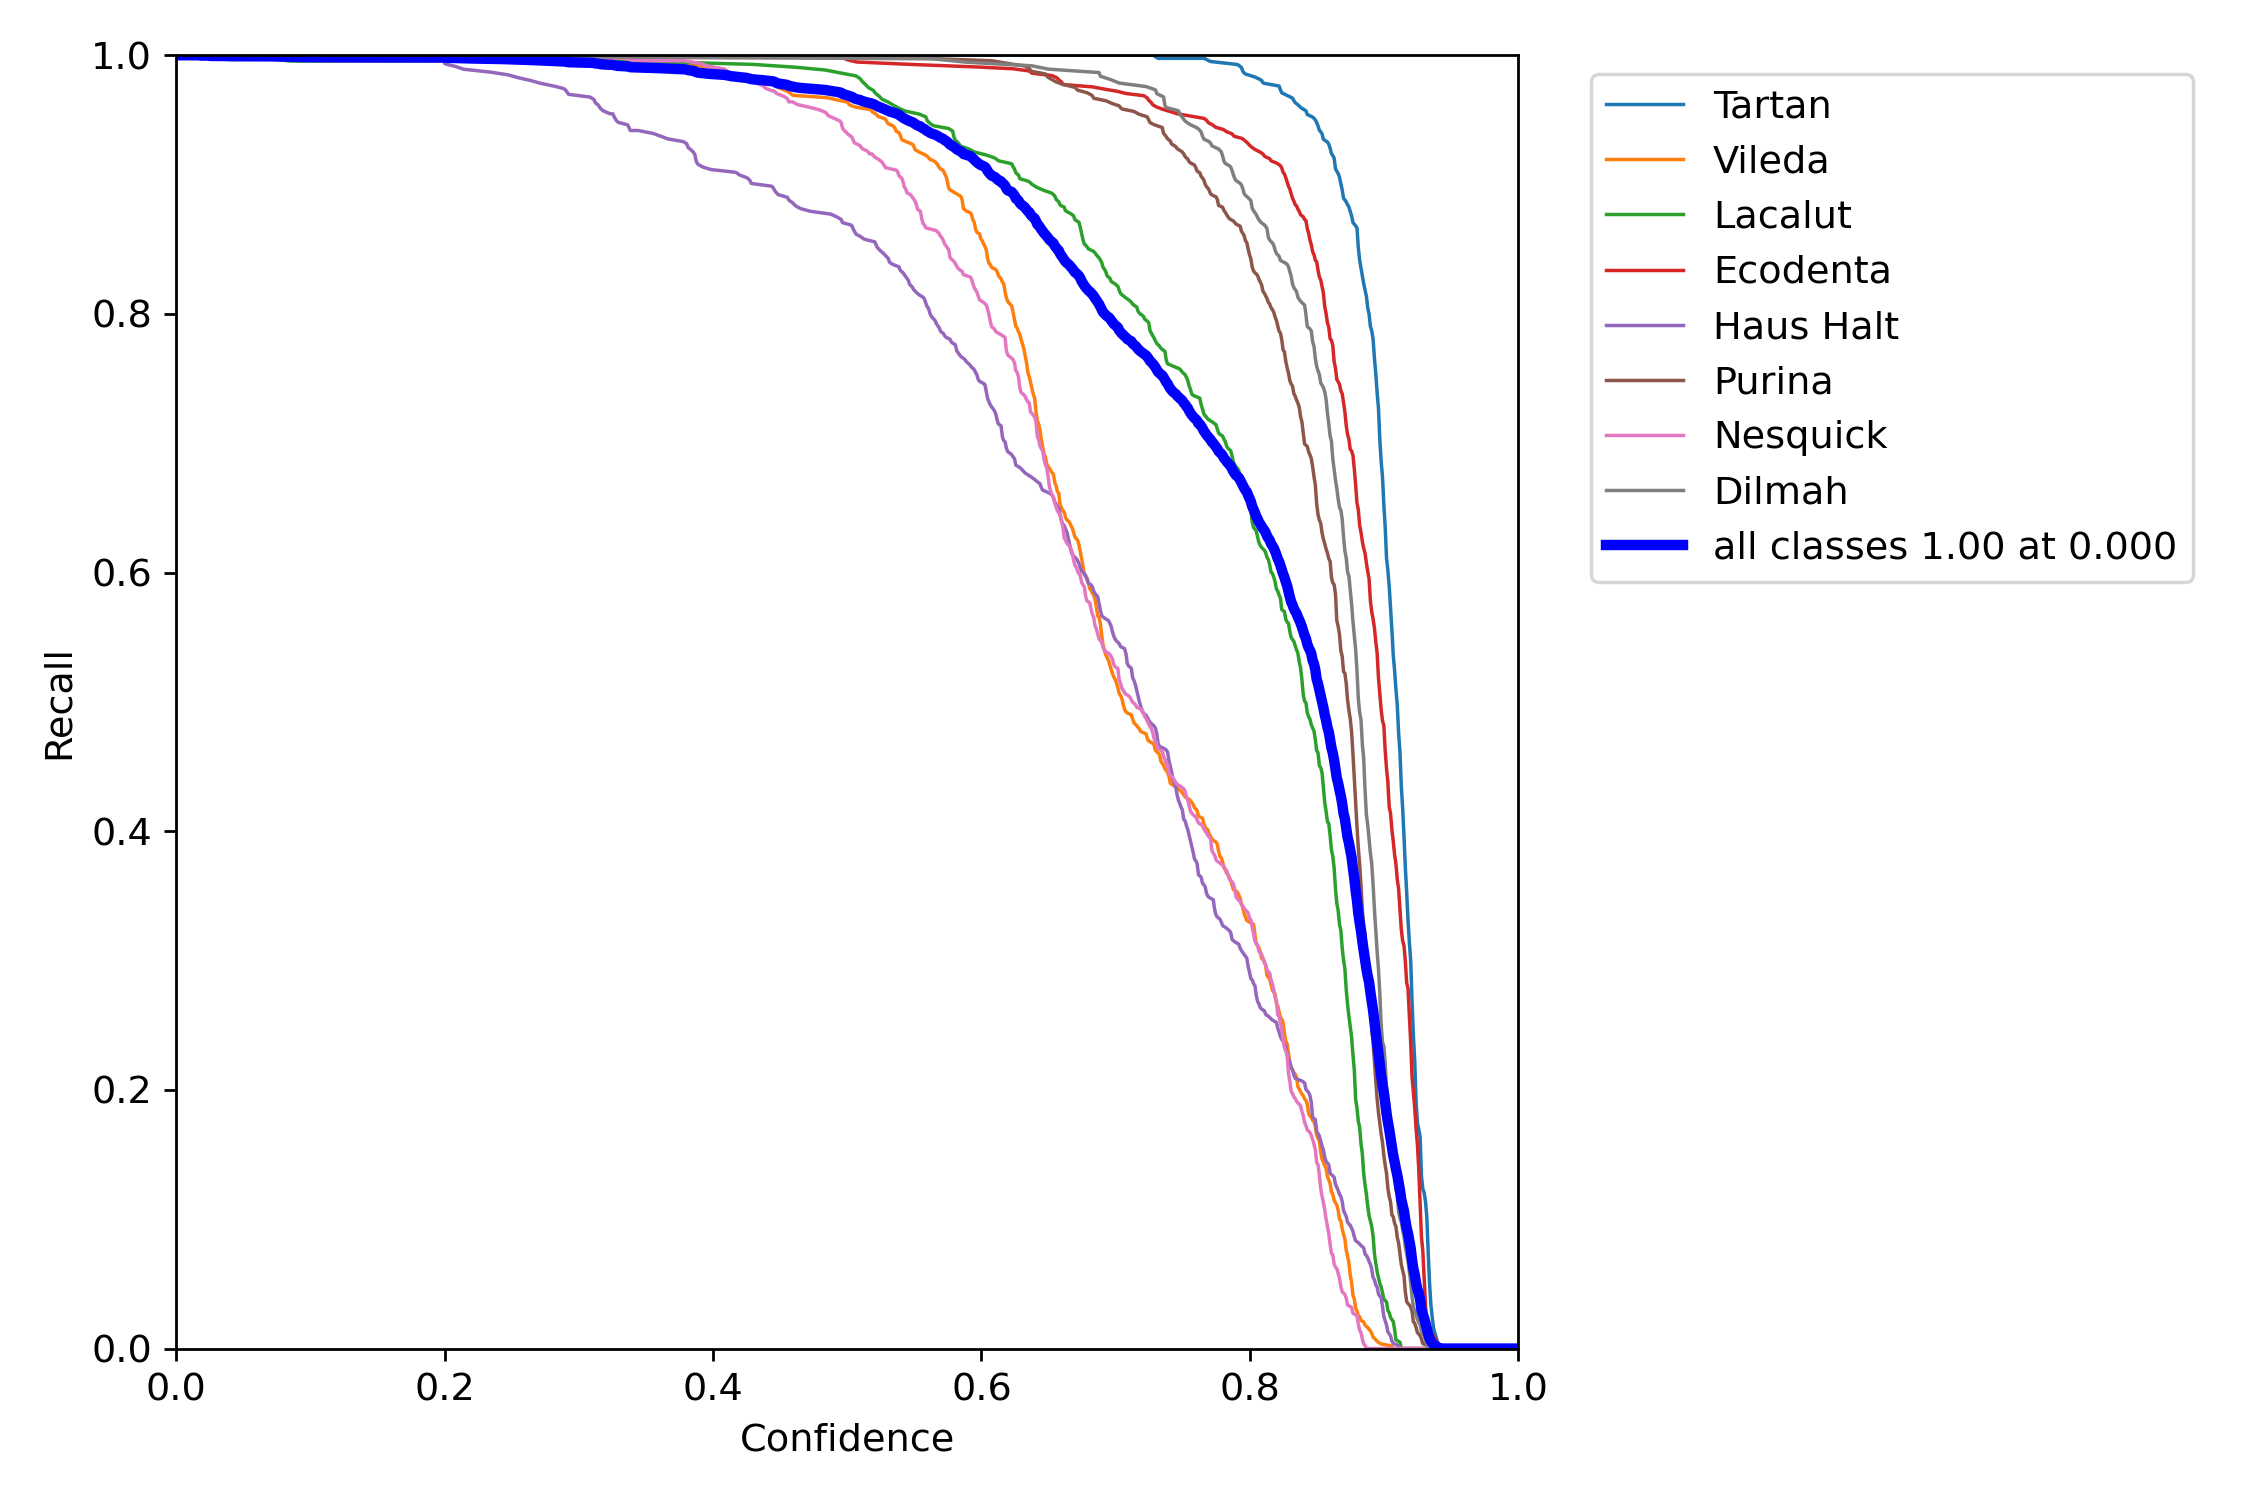 1.0
0.8
0.6
0.4
0.2
0.0
0.0 0.2 0.4 0.6 0.8 1.0
Recall
Confidence
Tartan
Vileda
Lacalut
Ecodenta
Haus Halt
Purina
Nesquick
Dilmah
all classes 1.00 at 0.000